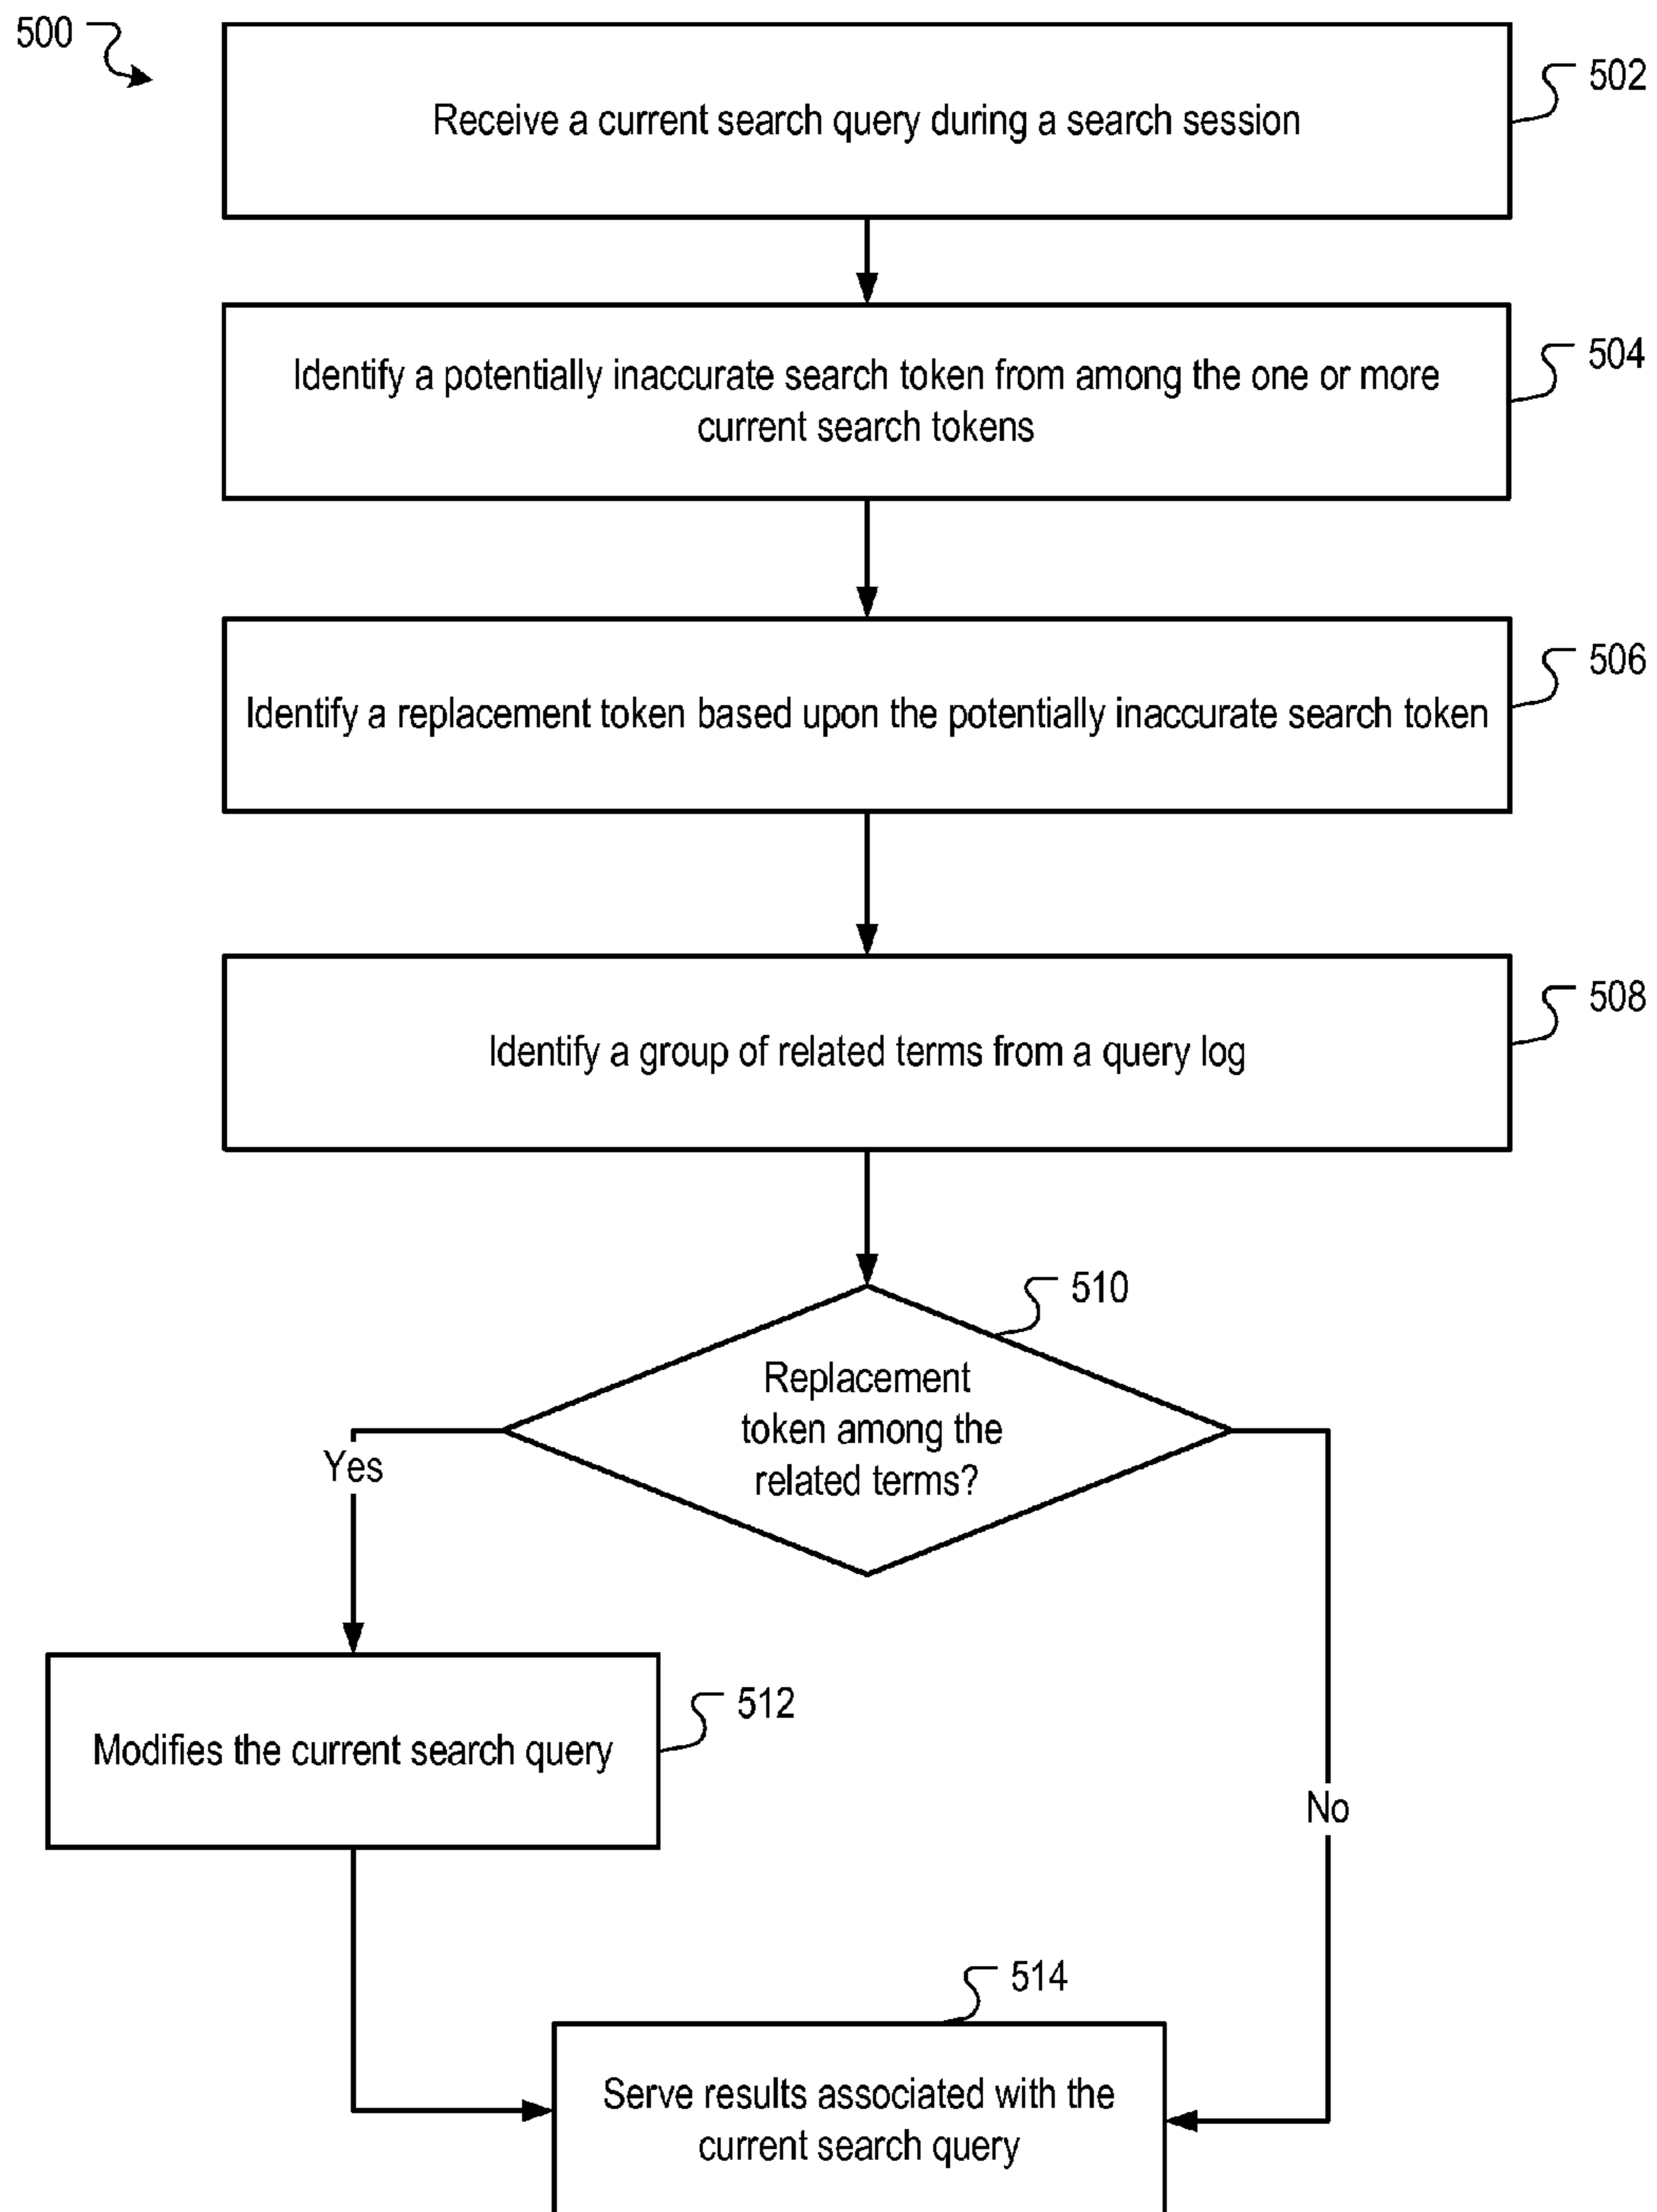 500
502
Receive a current search query during a search session
504
Identify a potentially inaccurate search token from among the one or more
current search tokens
506
Identify a replacement token based upon the potentially inaccurate search token
508
Identify a group of related terms from a query log
510
Replacement
token among the
related terms?
Yes
512
Modifies the current search query
No
514
Serve results associated with the
current search query